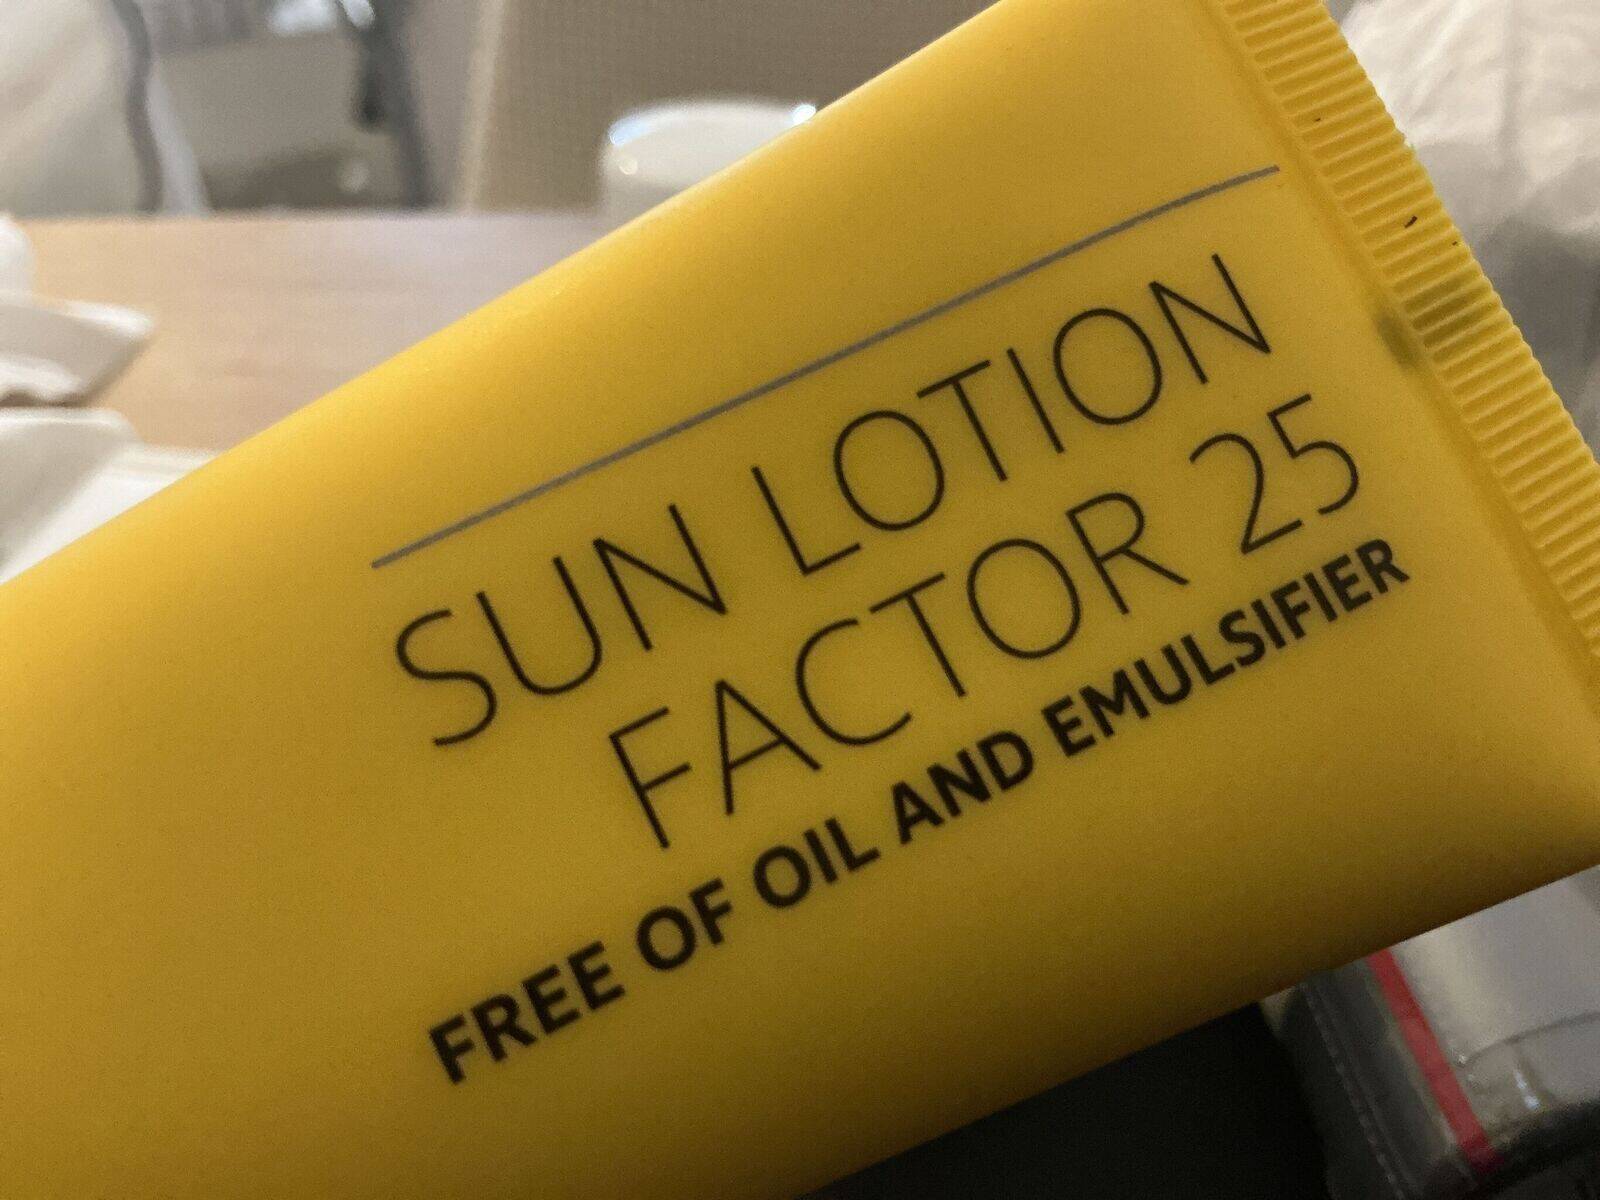 SUN LOTION
FACTOR 25
FREE OF OIL AND EMULSIFIER